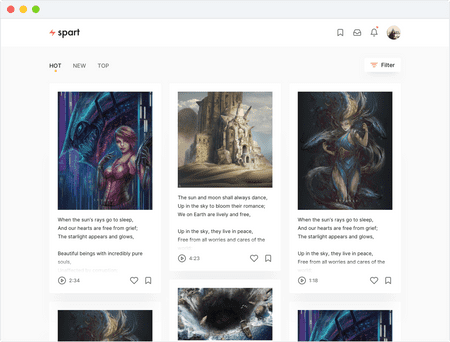 spart
HOT NEW TOP
Filter
When the sun's rays go to sleep,
And our hearts are free from grief;
The starlight appears and glows,
Beautiful beings with incredibly pure
souls,
2:34
The sun and moon shall always dance,
Up in the sky to bloom their romance;
We on Earth are lively and free,
Up in the sky, they live in peace,
Free from all worries and cares of the
4:23
When the sun's rays go to sleep,
And our hearts are free from grief;
The starlight appears and glows,
Up in the sky, they live in peace,
Free from all worries and cares of the
1:18